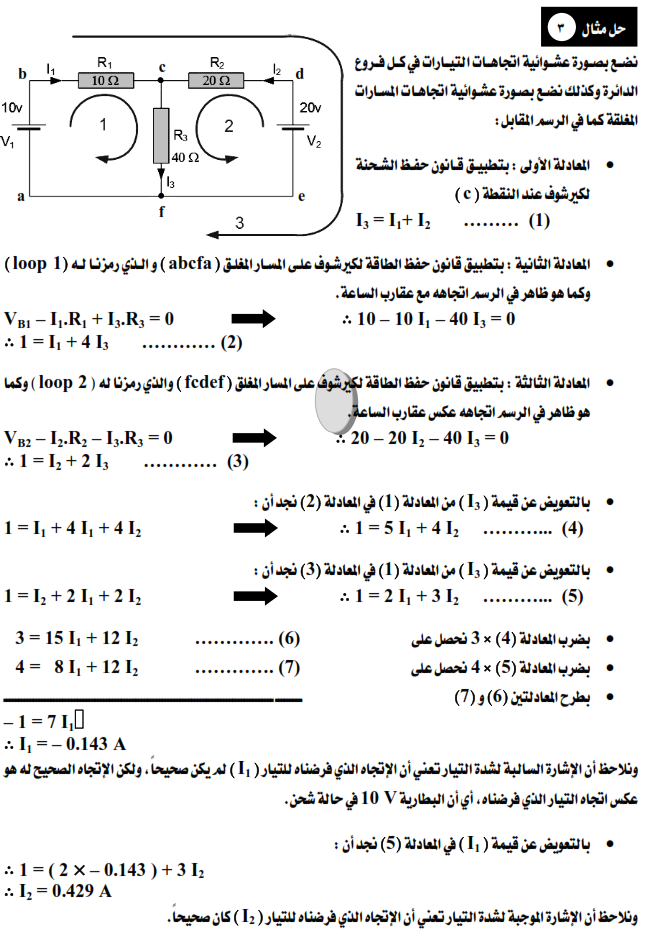 حل مثال ٣
نضع بصورة عشوائية اتجاهات التيارات في كل فروع
الدائرة وكذلك نضع بصورة عشوائية اتجاهات المسارات
المغلقة كما في الرسم المقابل :
I₁ R₁ R₂ I₂
b 10 Ω c 20 Ω d
10v 20v
V₁ 1 R₃ 2 V₂
40 Ω
I₃
a f e
3
• المعادلة الأولى : بتطبيق قانون حفظ الشحنة
لكيرشوف عند النقطة ( c )
I₃ = I₁+ I₂ ……… (1)
• المعادلة الثانية : بتطبيق قانون حفظ الطاقة لكيرشوف على المسار المغلق ( abcfa ) والذي رمزنا له ( loop 1 )
وكما هو ظاهر في الرسم اتجاهه مع عقارب الساعة.
V_B1 – I₁.R₁ + I₃.R₃ = 0 ➡ ∴ 10 – 10 I₁ – 40 I₃ = 0
∴ 1 = I₁ + 4 I₃ ………… (2)
• المعادلة الثالثة : بتطبيق قانون حفظ الطاقة لكيرشوف على المسار المغلق ( fcdef ) والذي رمزنا له ( loop 2 ) وكما
هو ظاهر في الرسم اتجاهه عكس عقارب الساعة.
V_B2 – I₂.R₂ – I₃.R₃ = 0 ➡ ∴ 20 – 20 I₂ – 40 I₃ = 0
∴ 1 = I₂ + 2 I₃ ………… (3)
• بالتعويض عن قيمة ( I₃ ) من المعادلة (1) في المعادلة (2) نجد أن :
1 = I₁ + 4 I₁ + 4 I₂ ➡ ∴ 1 = 5 I₁ + 4 I₂ ……….. (4)
• بالتعويض عن قيمة ( I₃ ) من المعادلة (1) في المعادلة (3) نجد أن :
1 = I₂ + 2 I₁ + 2 I₂ ➡ ∴ 1 = 2 I₁ + 3 I₂ ……….. (5)
• بضرب المعادلة (4) × 3 نحصل على 3 = 15 I₁ + 12 I₂ …………. (6)
• بضرب المعادلة (5) × 4 نحصل على 4 = 8 I₁ + 12 I₂ …………. (7)
• بطرح المعادلتين (6) و (7)
– 1 = 7 I₁
∴ I₁ = – 0.143 A
ونلاحظ أن الإشارة السالبة لشدة التيار تعني أن الإتجاه الذي فرضناه للتيار ( I₁ ) لم يكن صحيحاً ، ولكن الإتجاه الصحيح له هو
عكس اتجاه التيار الذي فرضناه ، أي أن البطارية 10 V في حالة شحن.
• بالتعويض عن قيمة ( I₁ ) في المعادلة (5) نجد أن :
∴ 1 = ( 2 × – 0.143 ) + 3 I₂
∴ I₂ = 0.429 A
ونلاحظ أن الإشارة الموجبة لشدة التيار تعني أن الإتجاه الذي فرضناه للتيار ( I₂ ) كان صحيحاً.